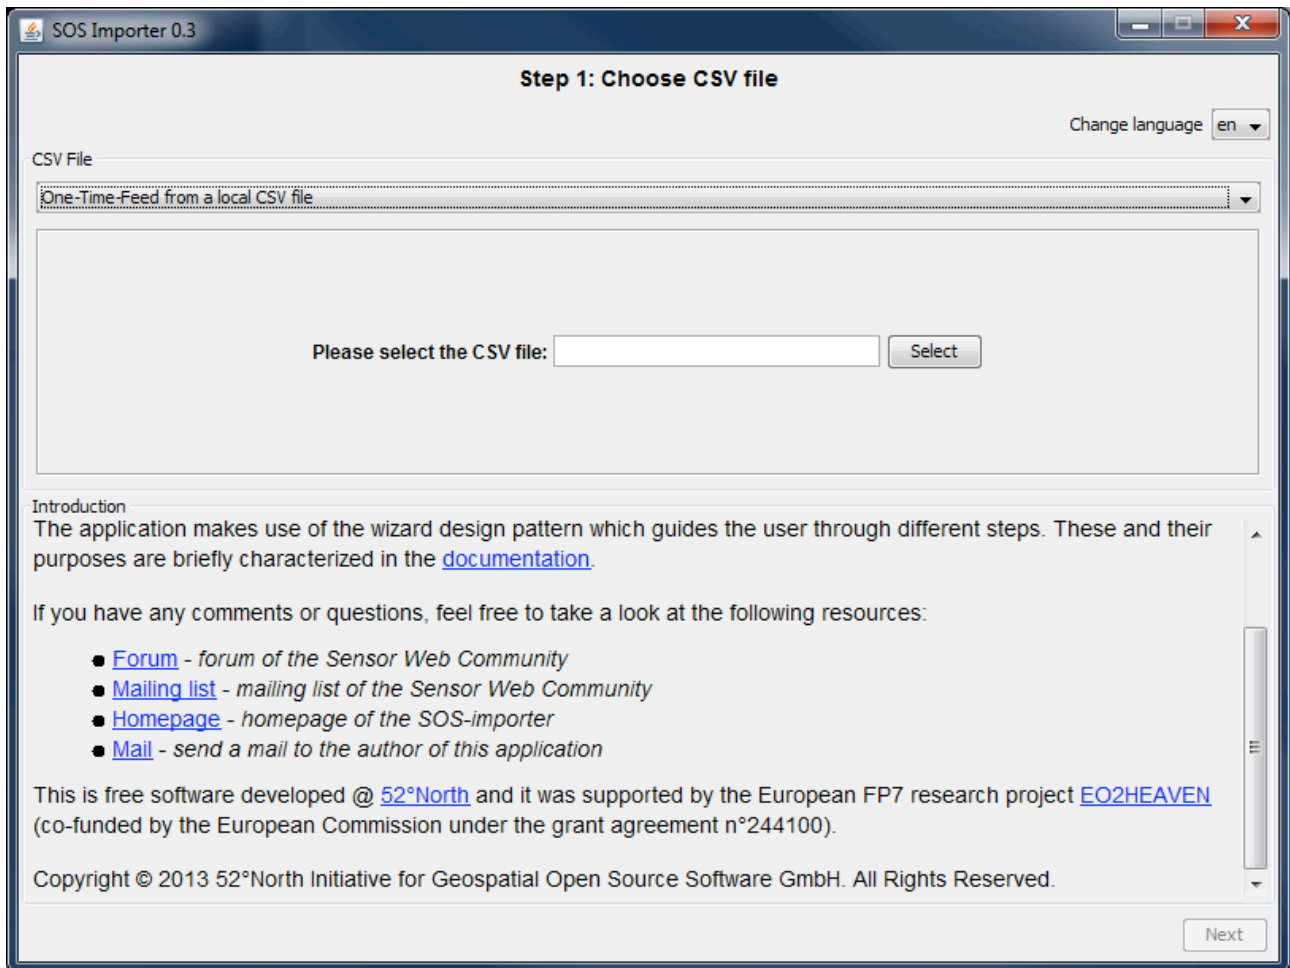 SOS Importer 0.3
Step 1: Choose CSV file
Change language en
CSV File
One-Time-Feed from a local CSV file
Please select the CSV file: Select
Introduction
The application makes use of the wizard design pattern which guides the user through different steps. These and their
purposes are briefly characterized in the documentation.
If you have any comments or questions, feel free to take a look at the following resources:
Forum - forum of the Sensor Web Community
Mailing list - mailing list of the Sensor Web Community
Homepage - homepage of the SOS-importer
Mail - send a mail to the author of this application
This is free software developed @ 52°North and it was supported by the European FP7 research project EO2HEAVEN
(co-funded by the European Commission under the grant agreement n°244100).
Copyright © 2013 52°North Initiative for Geospatial Open Source Software GmbH. All Rights Reserved.
Next